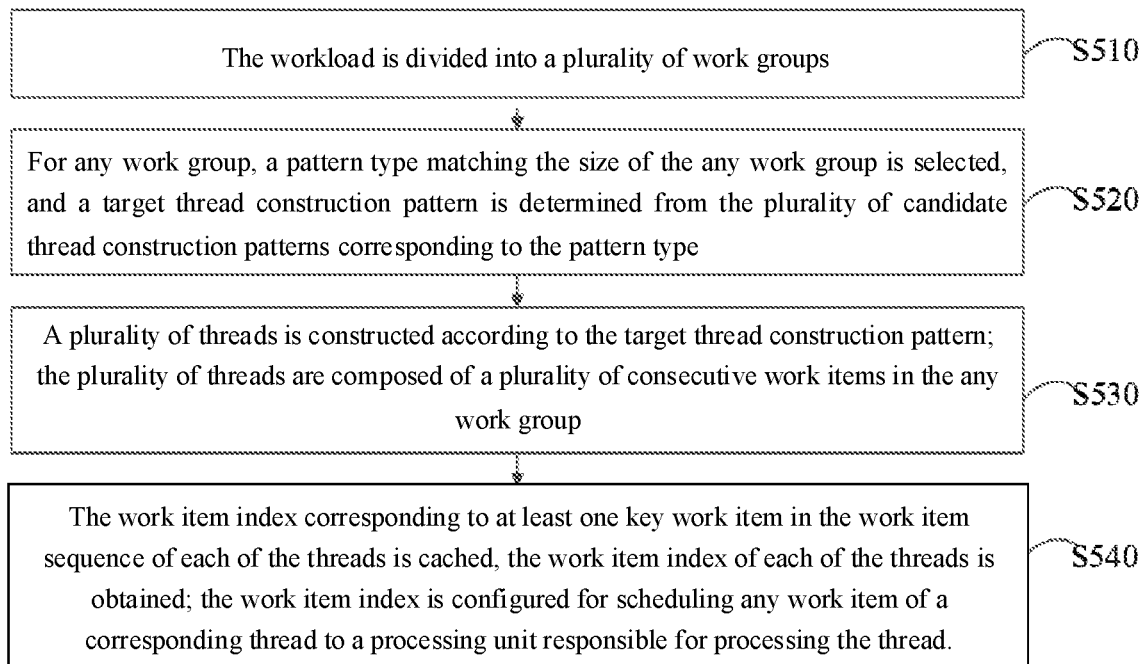 The workload is divided into a plurality of work groups
S510
For any work group, a pattern type matching the size of the any work group is selected,
and a target thread construction pattern is determined from the plurality of candidate
thread construction patterns corresponding to the pattern type
S520
A plurality of threads is constructed according to the target thread construction pattern;
the plurality of threads are composed of a plurality of consecutive work items in the any
work group
S530
The work item index corresponding to at least one key work item in the work item
sequence of each of the threads is cached, the work item index of each of the threads is
obtained; the work item index is configured for scheduling any work item of a
corresponding thread to a processing unit responsible for processing the thread.
S540